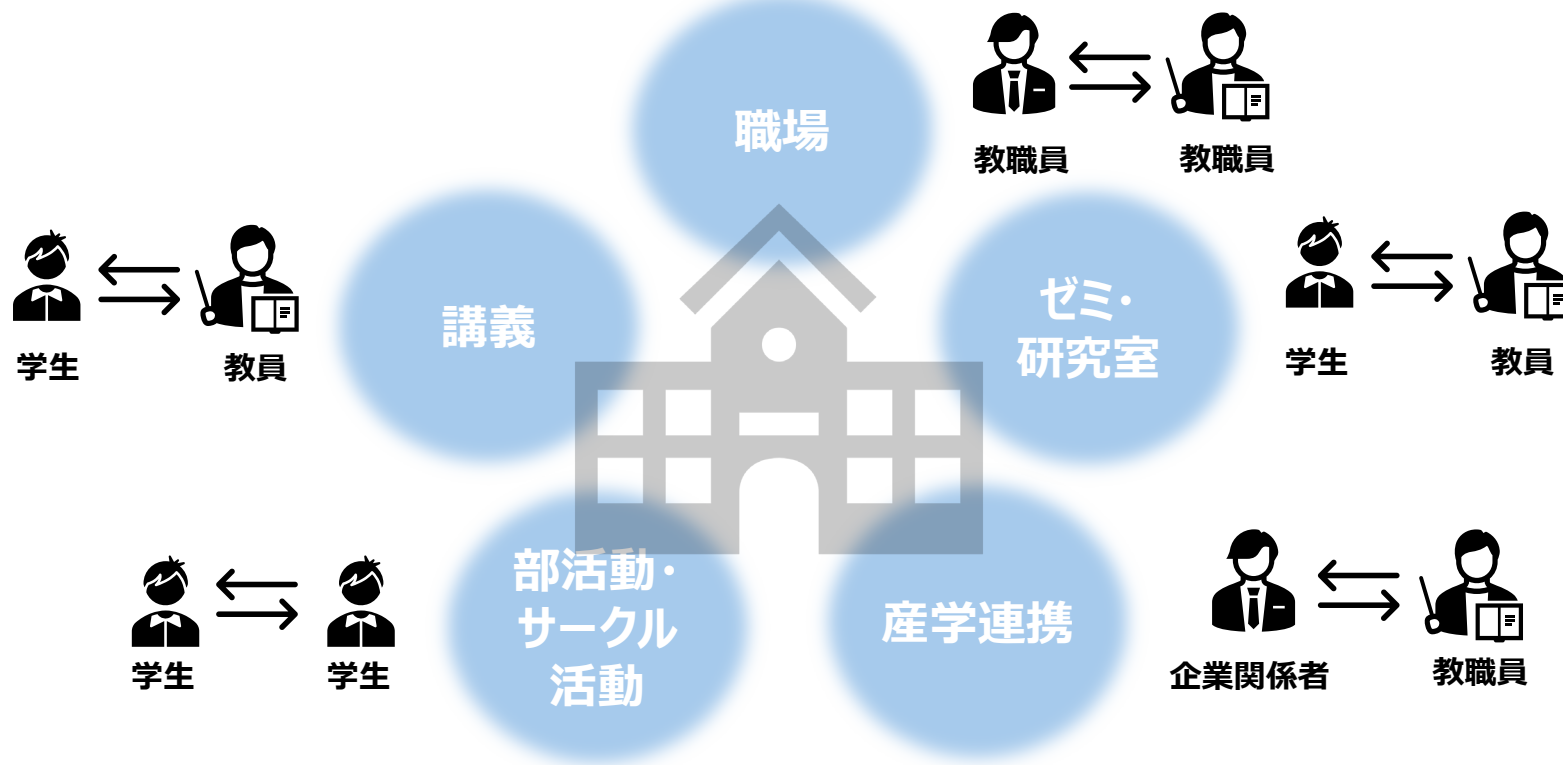 職場
教職員
教職員
講義
学生
教員
ゼミ・
研究室
学生
教員
部活動・
サークル
活動
学生
学生
産学連携
企業関係者
教職員